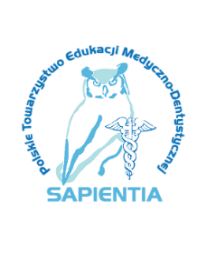 Polskie Towarzystwo Edukacji Medyczno-Dentystycznej
SAPIENTIA